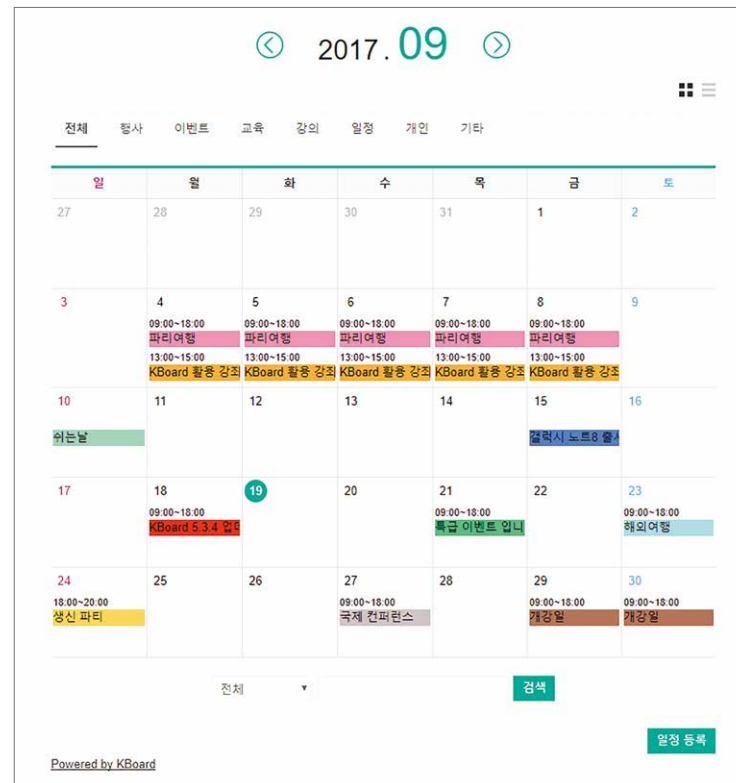 2017.09
전체 행사 이벤트 교육 강의 일정 개인 기타
일 월 화 수 목 금 토
27 28 29 30 31 1 2
3 4 5 6 7 8 9
09:00~18:00 09:00~18:00 09:00~18:00 09:00~18:00 09:00~18:00
파리여행 파리여행 파리여행 파리여행 파리여행
13:00~15:00 13:00~15:00 13:00~15:00 13:00~15:00 13:00~15:00
KBoard 활용 강좌 KBoard 활용 강좌 KBoard 활용 강좌 KBoard 활용 강좌 KBoard 활용 강좌
10 11 12 13 14 15 16
쉬는날 갤럭시 노트8 출
17 18 19 20 21 22 23
09:00~18:00 09:00~18:00 09:00~18:00
KBoard 5.3.4 업 특급 이벤트 입니 해외여행
24 25 26 27 28 29 30
18:00~20:00 09:00~18:00 09:00~18:00 09:00~18:00
생신 파티 국제 컨퍼런스 개강일 개강일
전체 ▼ 검색
일정 등록
Powered by KBoard